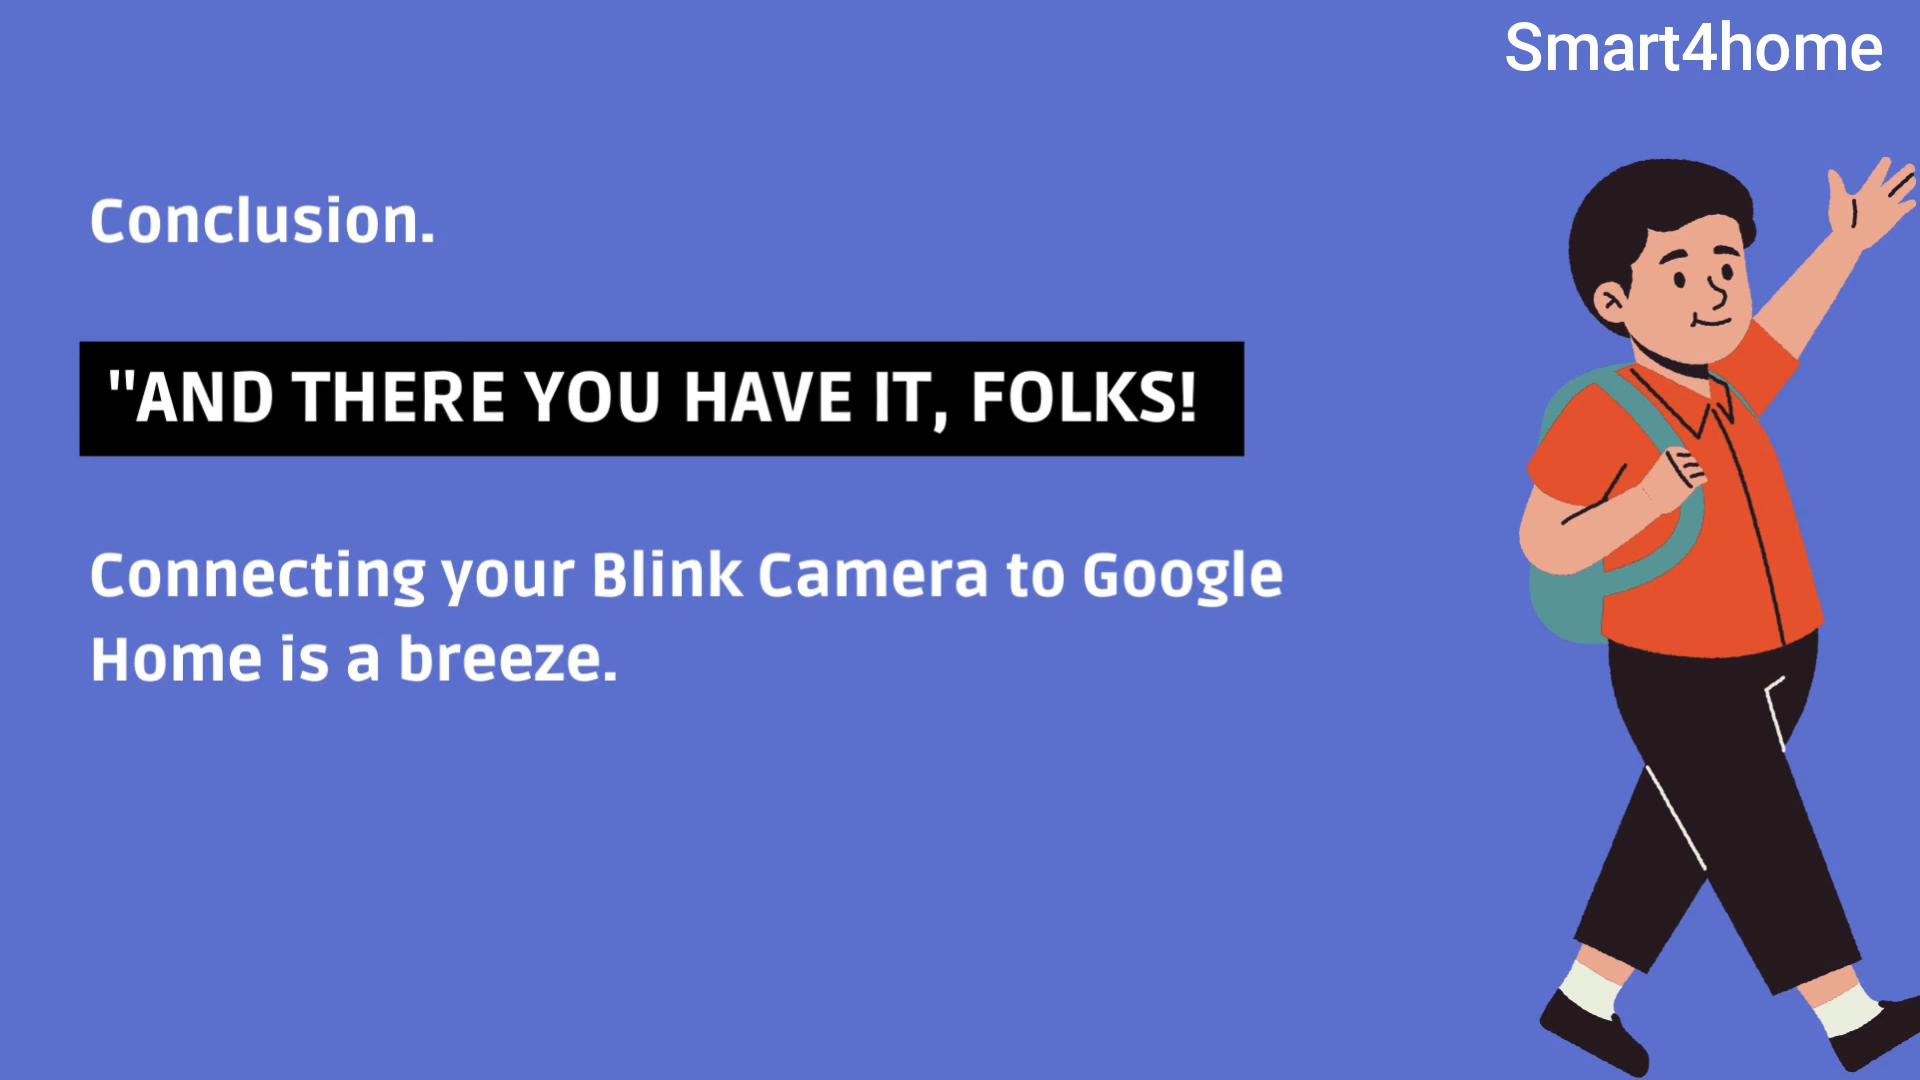 Smart4home
Conclusion.
"AND THERE YOU HAVE IT, FOLKS!
Connecting your Blink Camera to Google
Home is a breeze.